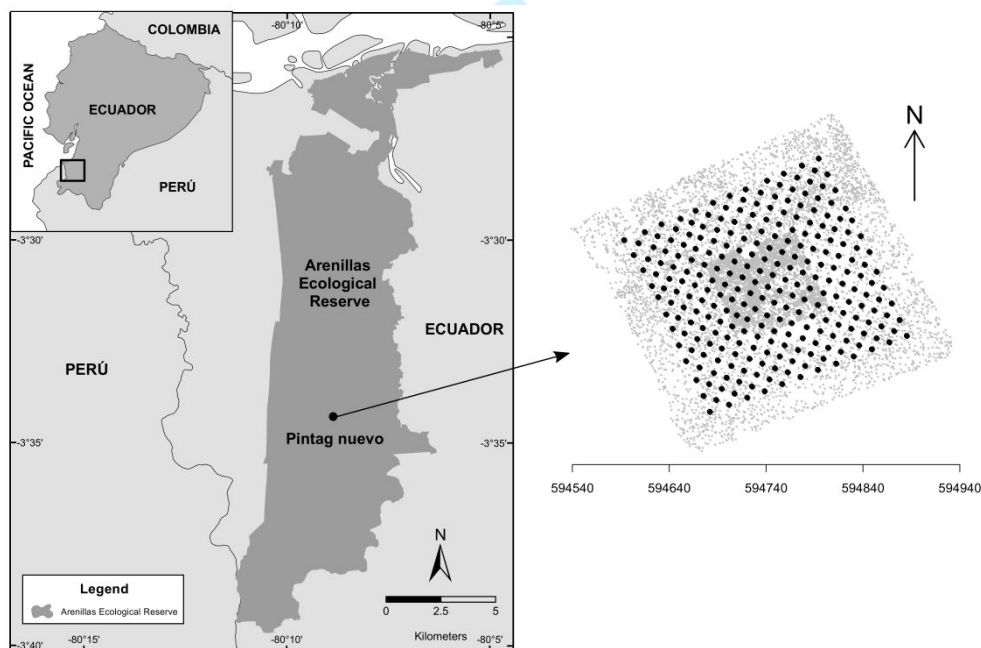 -80°10'
-80°5'
COLOMBIA
PACIFIC OCEAN
ECUADOR
PERÚ
-3°30'
-3°30'
Arenillas
Ecological
Reserve
ECUADOR
PERÚ
Pintag nuevo
-3°35'
-3°35'
N
Legend
Arenillas Ecological Reserve
0 2.5 5
Kilometers
-3°40'
-80°15'
-80°10'
-80°5'
N
594540 594640 594740 594840 594940